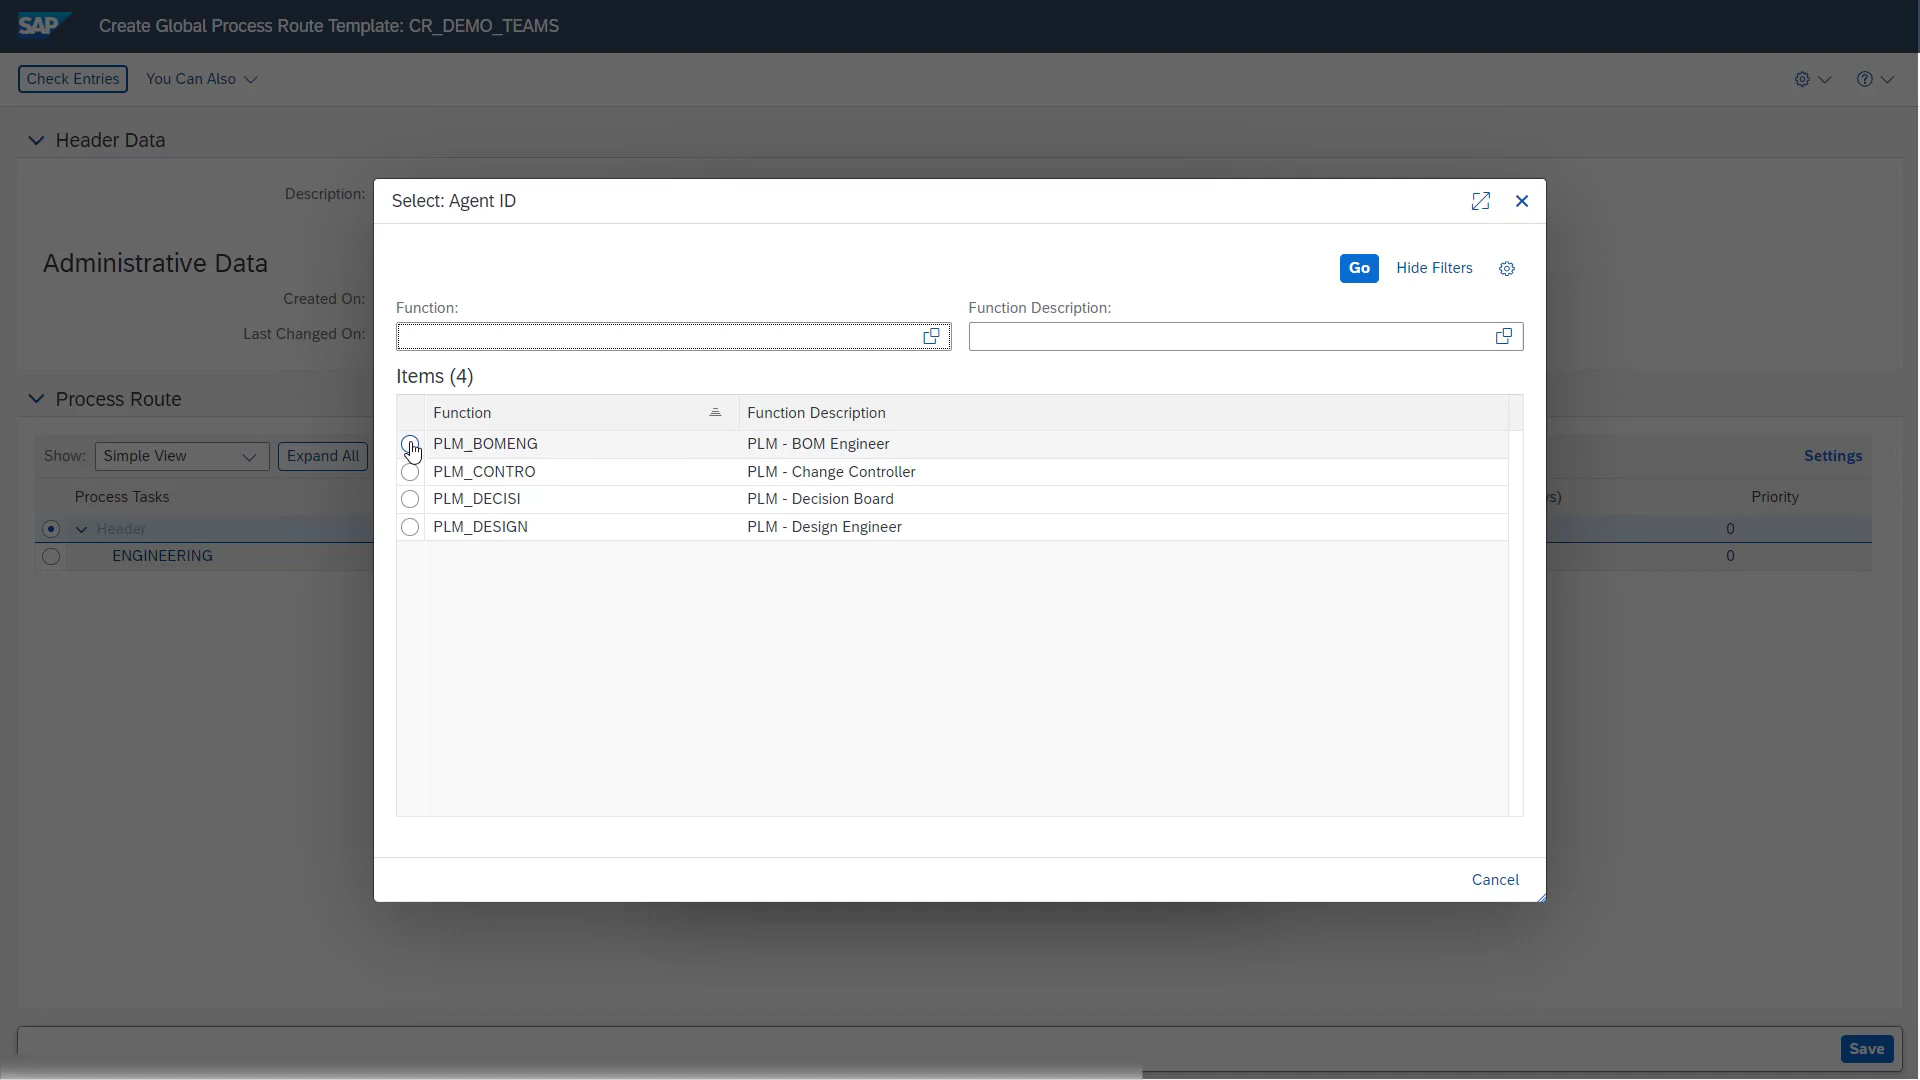 SAP Create Global Process Route Template: CR_DEMO_TEAMS
Check Entries You Can Also
Header Data
Description:
Administrative Data
Created On:
Last Changed On:
Process Route
Show: Simple View Expand All Settings
Process Tasks s) Priority
Header 0
ENGINEERING 0
Select: Agent ID
Go Hide Filters
Function: Function Description:
Items (4)
Function Function Description
PLM_BOMENG PLM - BOM Engineer
PLM_CONTRO PLM - Change Controller
PLM_DECISI PLM - Decision Board
PLM_DESIGN PLM - Design Engineer
Cancel
Save